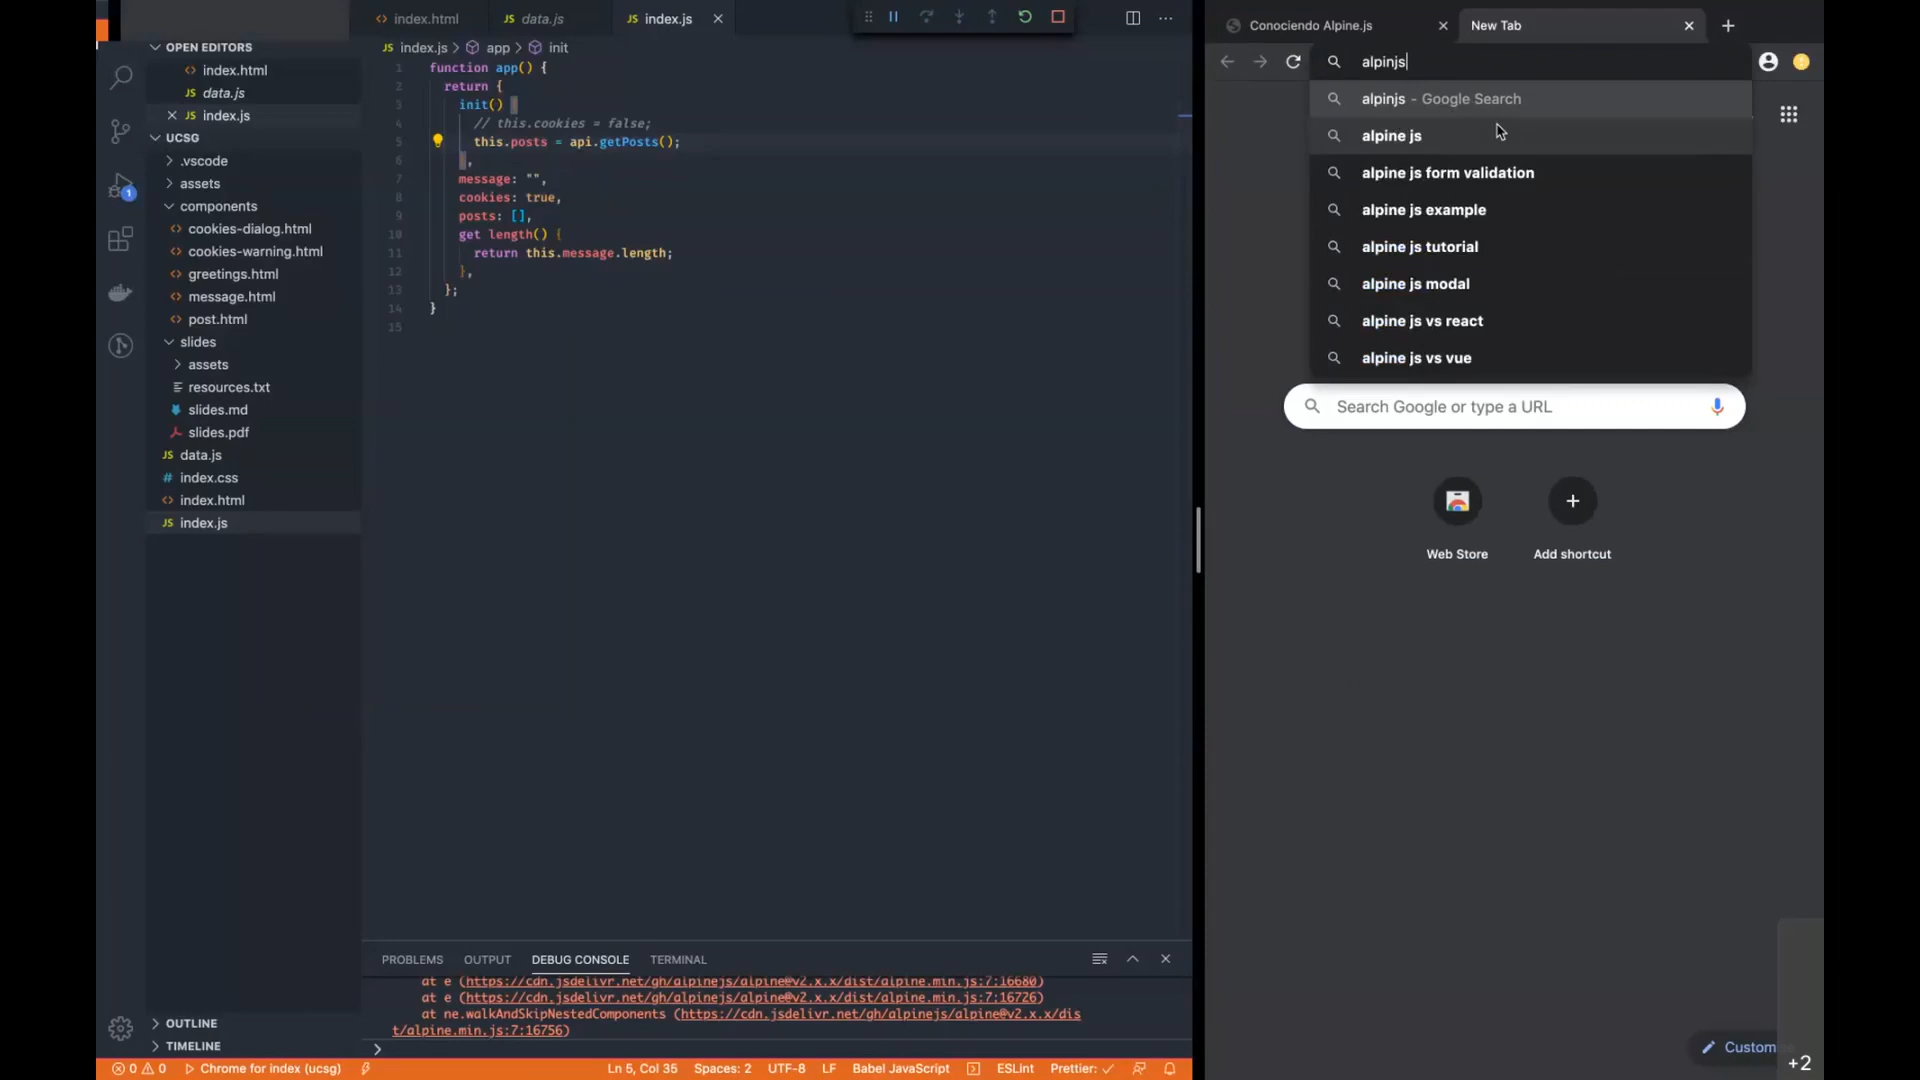 OPEN EDITORS
index.html
data.js
index.js
UCSG
.vscode
assets
components
cookies-dialog.html
cookies-warning.html
greetings.html
message.html
post.html
slides
assets
resources.txt
slides.md
slides.pdf
JS data.js
# index.css
index.html
JS index.js
OUTLINE
TIMELINE
index.html
JS data.js
JS index.js
JS index.js > app > init
1 function app() {
2 return {
3 init() {
4 // this.cookies = false;
5 this.posts = api.getPosts();
6 },
7 message: "",
8 cookies: true,
9 posts: [],
10 get length() {
11 return this.message.length;
12 },
13 };
14 }
15
PROBLEMS OUTPUT DEBUG CONSOLE TERMINAL
at e (https://cdn.jsdelivr.net/gh/alpinejs/alpine@v2.x.x/dist/alpine.min.js:7:16680)
at e (https://cdn.jsdelivr.net/gh/alpinejs/alpine@v2.x.x/dist/alpine.min.js:7:16726)
at ne.walkAndSkipNestedComponents (https://cdn.jsdelivr.net/gh/alpinejs/alpine@v2.x.x/dis
t/alpine.min.js:7:16756)
0 0 Chrome for index (ucsg) Ln 5, Col 35 Spaces: 2 UTF-8 LF Babel JavaScript ESLint Prettier: ✓
Conociendo Alpine.js
New Tab
alpinjs
alpinjs - Google Search
alpine js
alpine js form validation
alpine js example
alpine js tutorial
alpine js modal
alpine js vs react
alpine js vs vue
Search Google or type a URL
Web Store
Add shortcut
+2